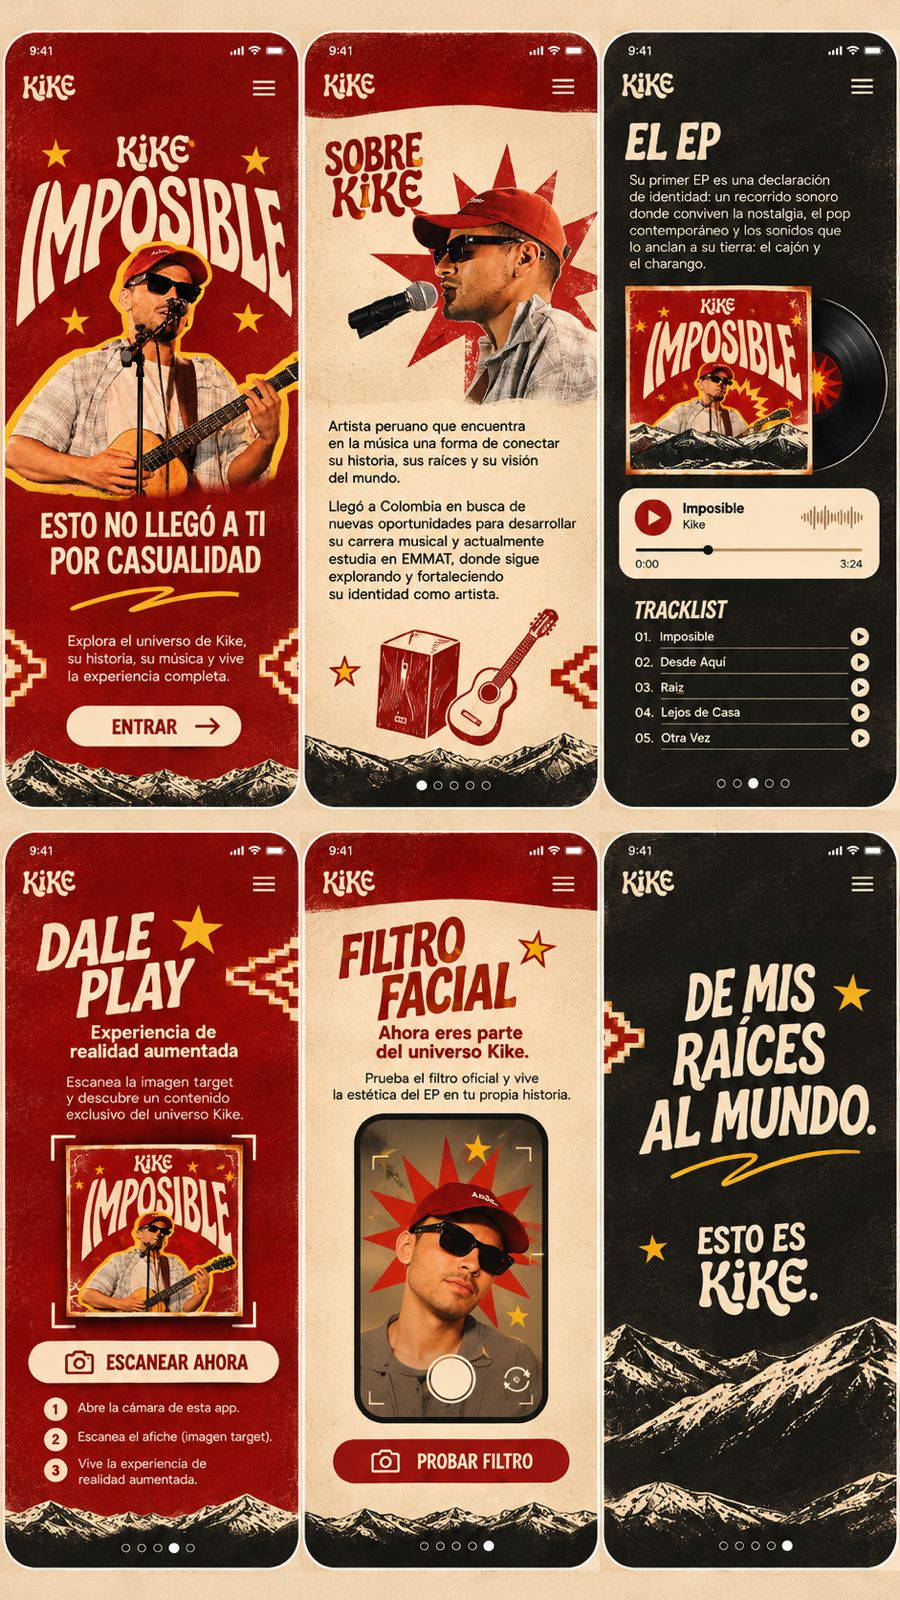 9:41
KiKE
KiKE
IMPOSIBLE
ESTO NO LLEGÓ A TI
POR CASUALIDAD
Explora el universo de Kike,
su historia, su música y vive
la experiencia completa.
ENTRAR
9:41
KiKE
SOBRE
KiKE
Artista peruano que encuentra
en la música una forma de conectar
su historia, sus raíces y su visión
del mundo.
Llegó a Colombia en busca de
nuevas oportunidades para desarrollar
su carrera musical y actualmente
estudia en EMMAT, donde sigue
explorando y fortaleciendo
su identidad como artista.
9:41
KiKE
EL EP
Su primer EP es una declaración
de identidad: un recorrido sonoro
donde conviven la nostalgia, el pop
contemporáneo y los sonidos que
lo anclan a su tierra: el cajón y
el charango.
KiKE
IMPOSIBLE
Imposible
Kike
0:00 3:24
TRACKLIST
01. Imposible
02. Desde Aquí
03. Raiz
04. Lejos de Casa
05. Otra Vez
9:41
KiKE
DALE
PLAY
Experiencia de
realidad aumentada
Escanea la imagen target
y descubre un contenido
exclusivo del universo Kike.
KiKE
IMPOSIBLE
ESCANEAR AHORA
1 Abre la cámara de esta app.
2 Escanea el afiche (imagen target).
3 Vive la experiencia de
realidad aumentada.
9:41
KiKE
FILTRO
FACIAL
Ahora eres parte
del universo Kike.
Prueba el filtro oficial y vive
la estética del EP en tu propia historia.
PROBAR FILTRO
9:41
KiKE
DE MIS
RAÍCES
AL MUNDO.
ESTO ES
KiKE.